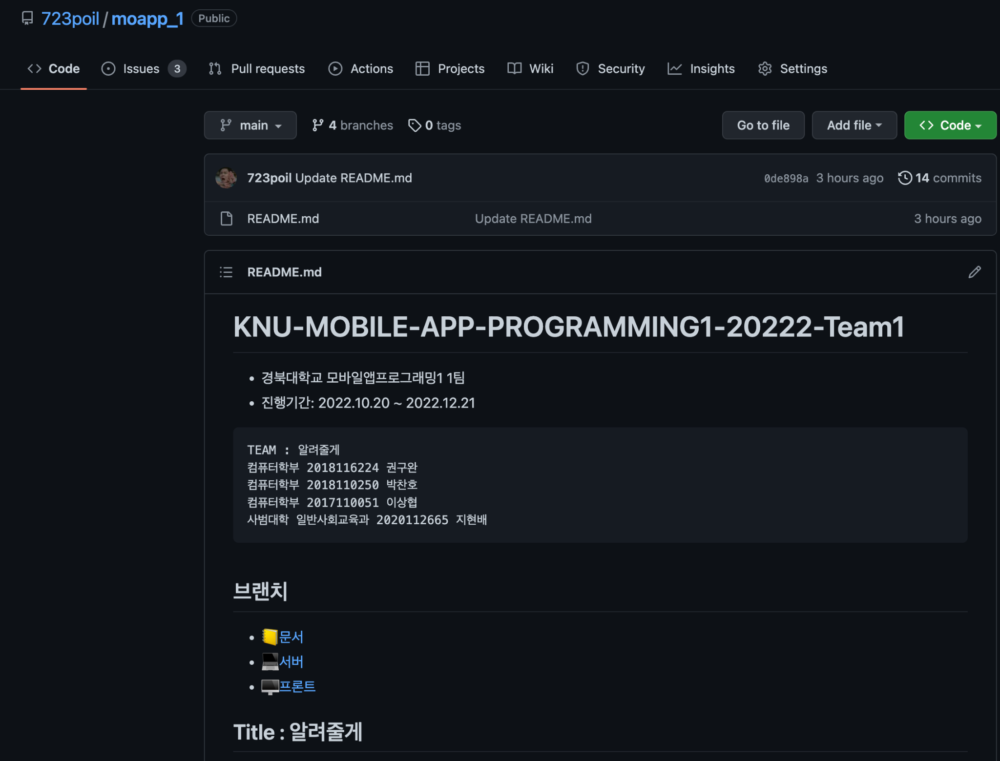 723poil / moapp_1 Public
Code Issues 3 Pull requests Actions Projects Wiki Security Insights Settings
main 4 branches 0 tags Go to file Add file Code
723poil Update README.md 0de898a 3 hours ago 14 commits
README.md Update README.md 3 hours ago
README.md
KNU-MOBILE-APP-PROGRAMMING1-20222-Team1
• 경북대학교 모바일앱프로그래밍1 1팀
• 진행기간: 2022.10.20 ~ 2022.12.21
TEAM : 알려줄게
컴퓨터학부 2018116224 권구완
컴퓨터학부 2018110250 박찬호
컴퓨터학부 2017110051 이상협
사범대학 일반사회교육과 2020112665 지현배
브랜치
• 📒문서
• 💻서버
• 🖥프론트
Title : 알려줄게